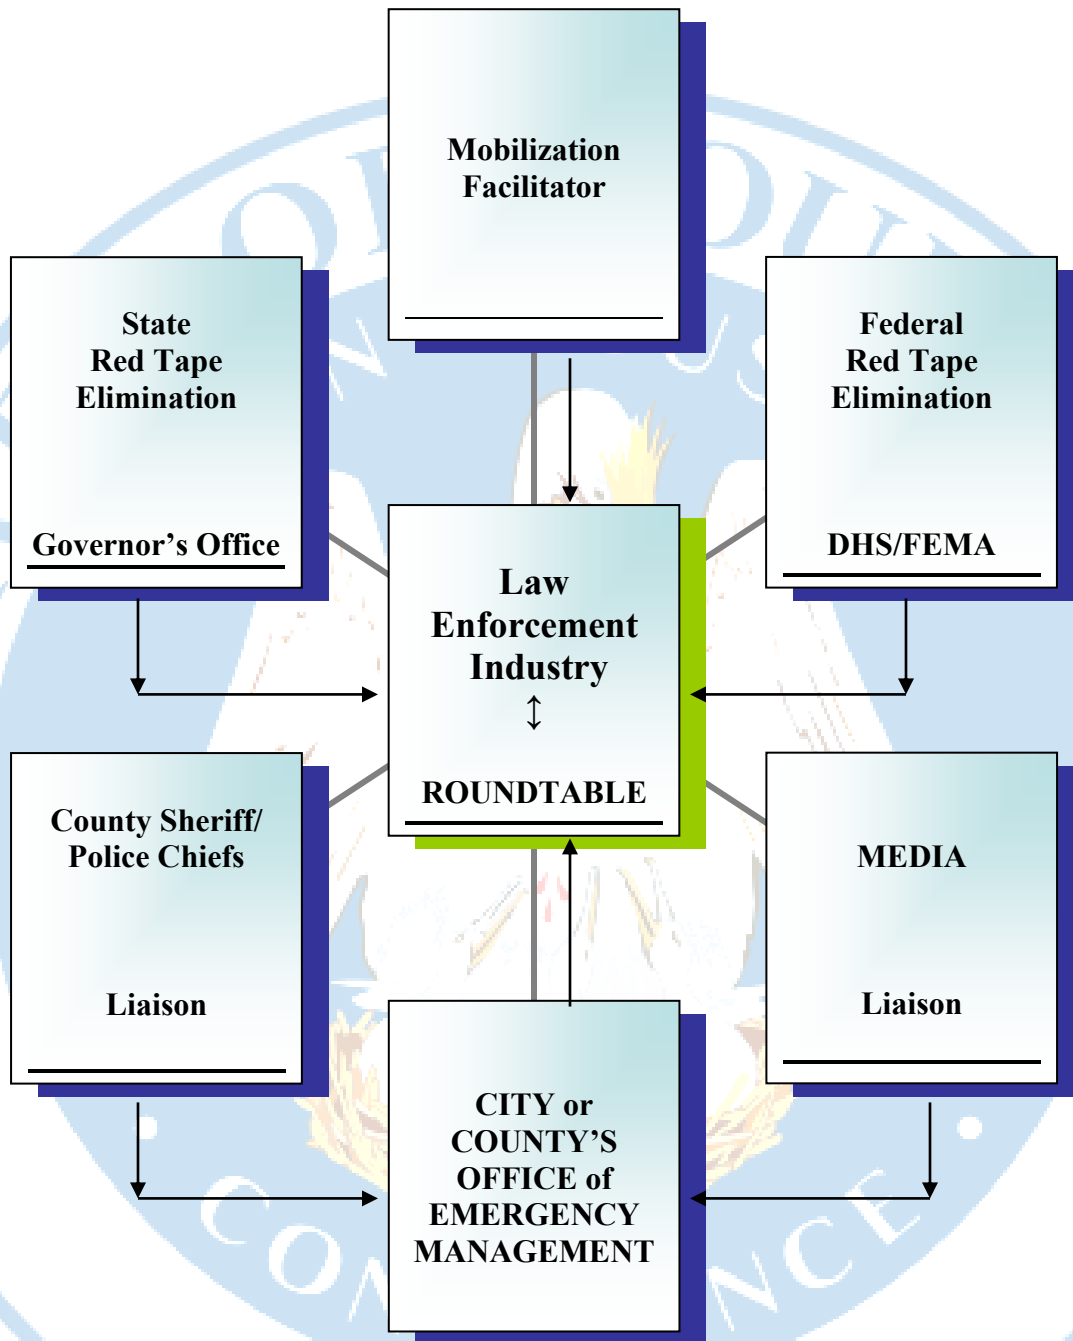 Mobilization
Facilitator
State
Red Tape
Elimination
Governor’s Office
Federal
Red Tape
Elimination
DHS/FEMA
Law
Enforcement
Industry
↕
ROUNDTABLE
County Sheriff/
Police Chiefs
Liaison
MEDIA
Liaison
CITY or
COUNTY’S
OFFICE of
EMERGENCY
MANAGEMENT